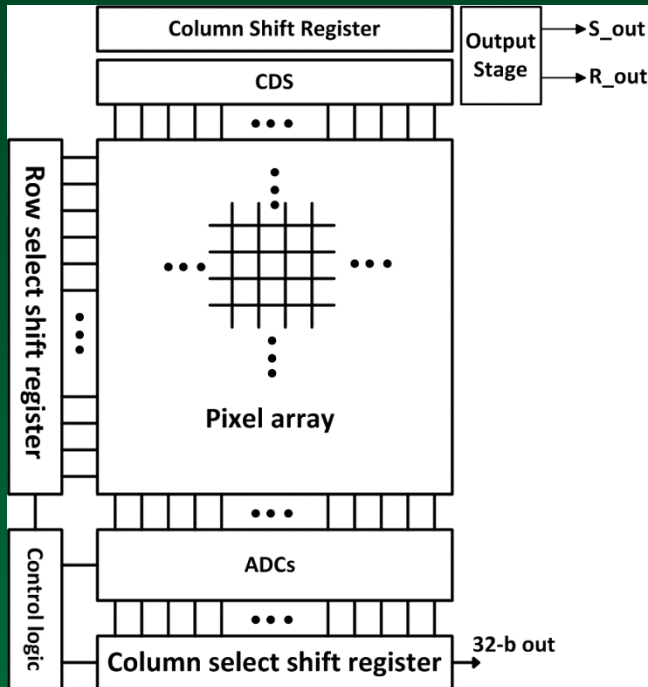 Column Shift Register
Output
Stage
S_out
R_out
CDS
Row select shift register
Pixel array
Control logic
ADCs
Column select shift register
32-b out